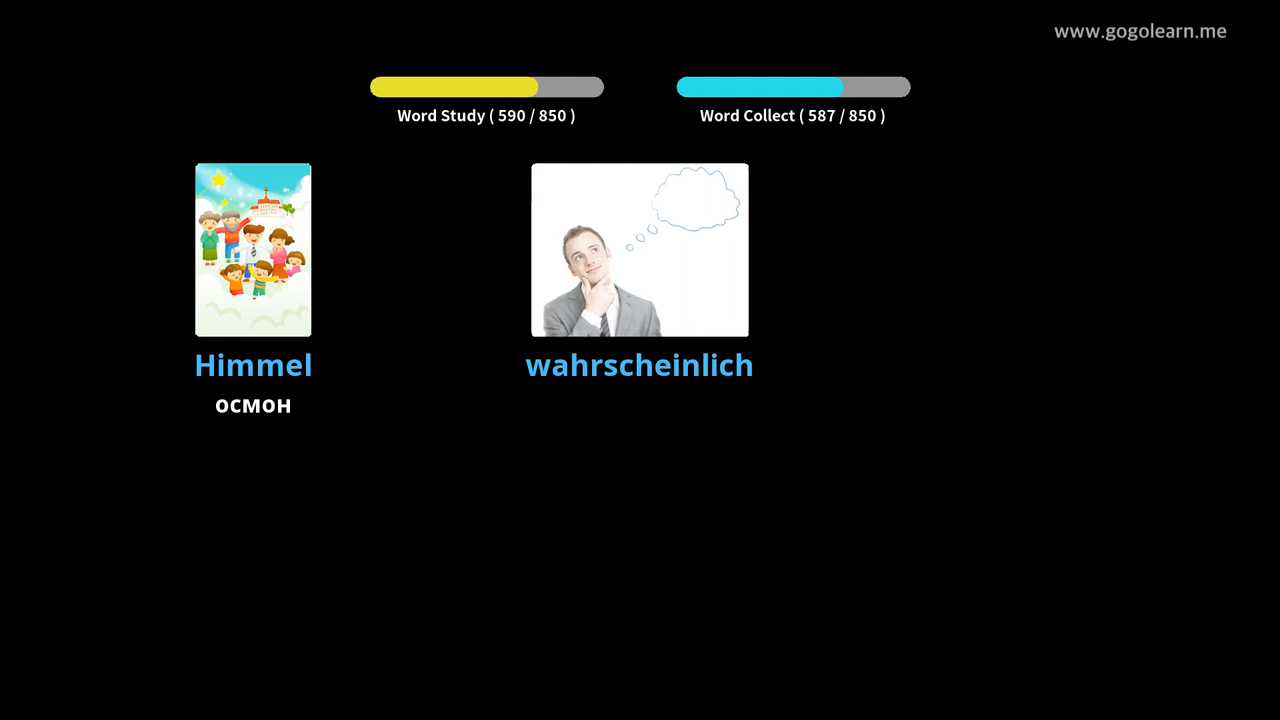 www.gogolearn.me
Word Study ( 590 / 850 )
Word Collect ( 587 / 850 )
Himmel
осмон
wahrscheinlich